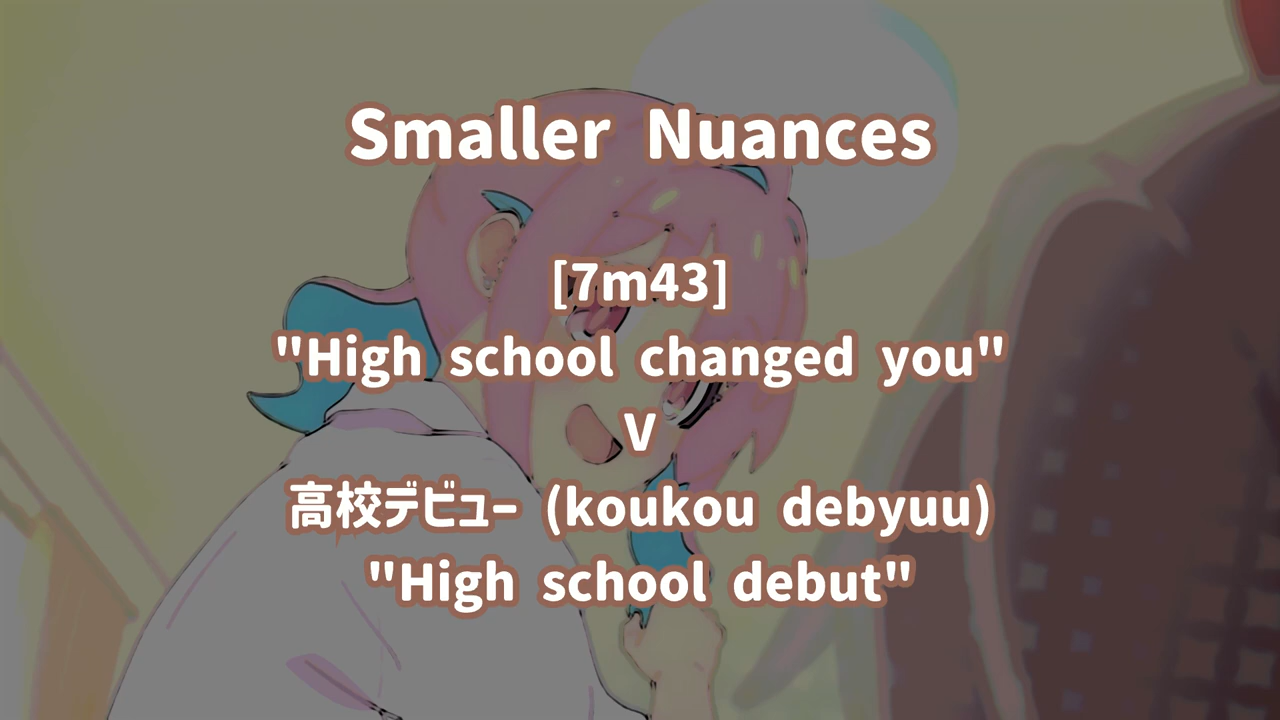 Smaller Nuances
[7m43]
"High school changed you"
V
高校デビュー (koukou debyuu)
"High school debut"